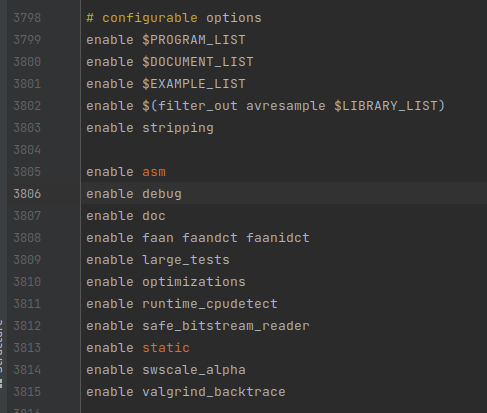 3798 # configurable options
3799 enable $PROGRAM_LIST
3800 enable $DOCUMENT_LIST
3801 enable $EXAMPLE_LIST
3802 enable $(filter_out avresample $LIBRARY_LIST)
3803 enable stripping
3804
3805 enable asm
3806 enable debug
3807 enable doc
3808 enable faan faandct faanidct
3809 enable large_tests
3810 enable optimizations
3811 enable runtime_cpudetect
3812 enable safe_bitstream_reader
3813 enable static
3814 enable swscale_alpha
3815 enable valgrind_backtrace